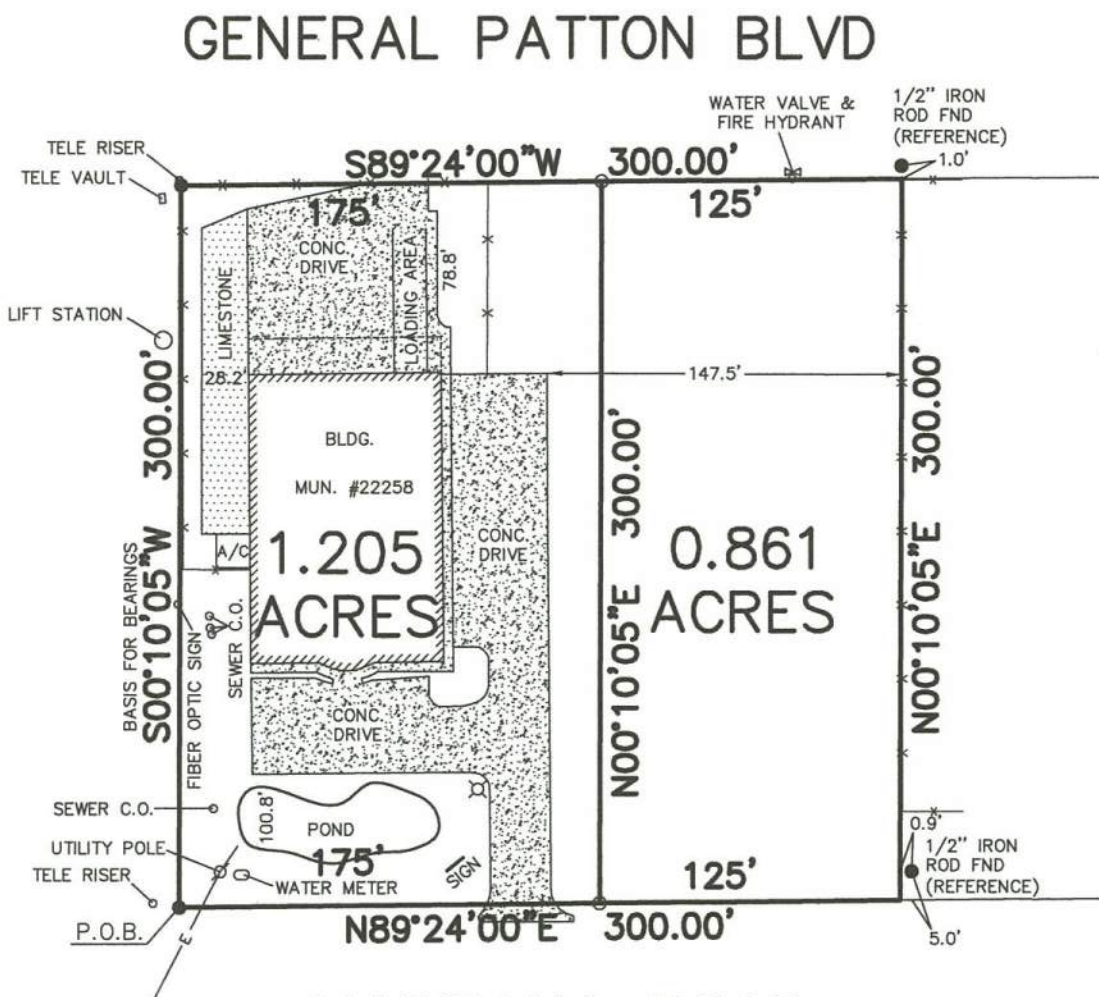 GENERAL PATTON BLVD
WATER VALVE &
FIRE HYDRANT
1/2" IRON
ROD FND
(REFERENCE)
1.0'
TELE RISER
TELE VAULT
S89°24'00"W 300.00'
175'
125'
CONC.
DRIVE
LOADING AREA
78.8'
LIMESTONE
LIFT STATION
28.2'
147.5'
300.00'
S00°10'05"W
BASIS FOR BEARINGS
BLDG.
MUN. #22258
1.205
ACRES
A/C
CONC.
DRIVE
300.00'
N00°10'05"E
0.861
ACRES
300.00'
N00°10'05"E
FIBER OPTIC SIGN
SEWER C.O.
CONC.
DRIVE
SEWER C.O.
100.8'
POND
UTILITY POLE
TELE RISER
175'
WATER METER
SIGN
125'
0.9'
1/2" IRON
ROD FND
(REFERENCE)
5.0'
P.O.B.
E
N89°24'00"E 300.00'